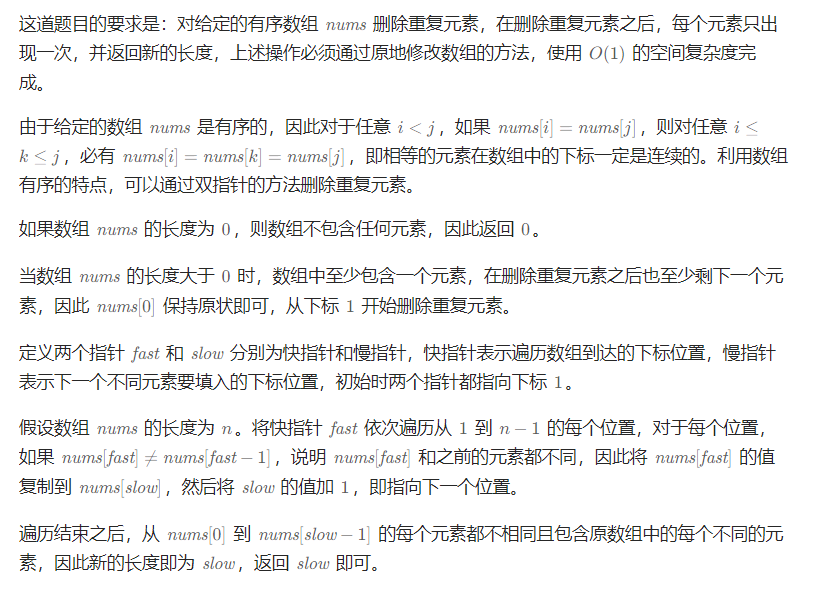 这道题目的要求是：对给定的有序数组 nums 删除重复元素，在删除重复元素之后，每个元素只出
现一次，并返回新的长度，上述操作必须通过原地修改数组的方法，使用 O(1) 的空间复杂度完
成。
由于给定的数组 nums 是有序的，因此对于任意 i < j，如果 nums[i] = nums[j]，则对任意 i ≤
k ≤ j，必有 nums[i] = nums[k] = nums[j]，即相等的元素在数组中的下标一定是连续的。利用数组
有序的特点，可以通过双指针的方法删除重复元素。
如果数组 nums 的长度为 0，则数组不包含任何元素，因此返回 0。
当数组 nums 的长度大于 0 时，数组中至少包含一个元素，在删除重复元素之后也至少剩下一个元
素，因此 nums[0] 保持原状即可，从下标 1 开始删除重复元素。
定义两个指针 fast 和 slow 分别为快指针和慢指针，快指针表示遍历数组到达的下标位置，慢指针
表示下一个不同元素要填入的下标位置，初始时两个指针都指向下标 1。
假设数组 nums 的长度为 n。将快指针 fast 依次遍历从 1 到 n − 1 的每个位置，对于每个位置，
如果 nums[fast] ≠ nums[fast − 1]，说明 nums[fast] 和之前的元素都不同，因此将 nums[fast] 的值
复制到 nums[slow]，然后将 slow 的值加 1，即指向下一个位置。
遍历结束之后，从 nums[0] 到 nums[slow − 1] 的每个元素都不相同且包含原数组中的每个不同的元
素，因此新的长度即为 slow，返回 slow 即可。